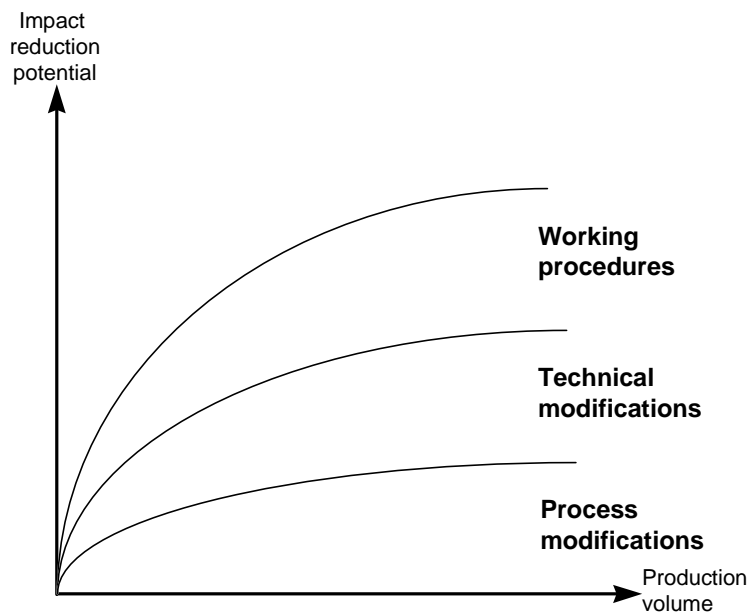 Impact
reduction
potential
Working
procedures
Technical
modifications
Process
modifications
Production
volume